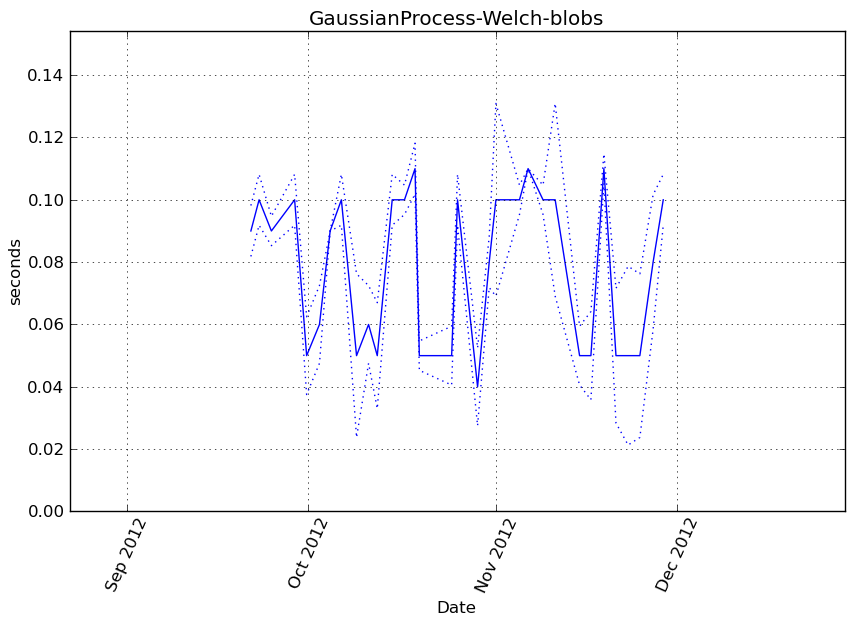 GaussianProcess-Welch-blobs
0.14
0.12
0.10
0.08
0.06
0.04
0.02
0.00
seconds
Sep 2012
Oct 2012
Nov 2012
Dec 2012
Date